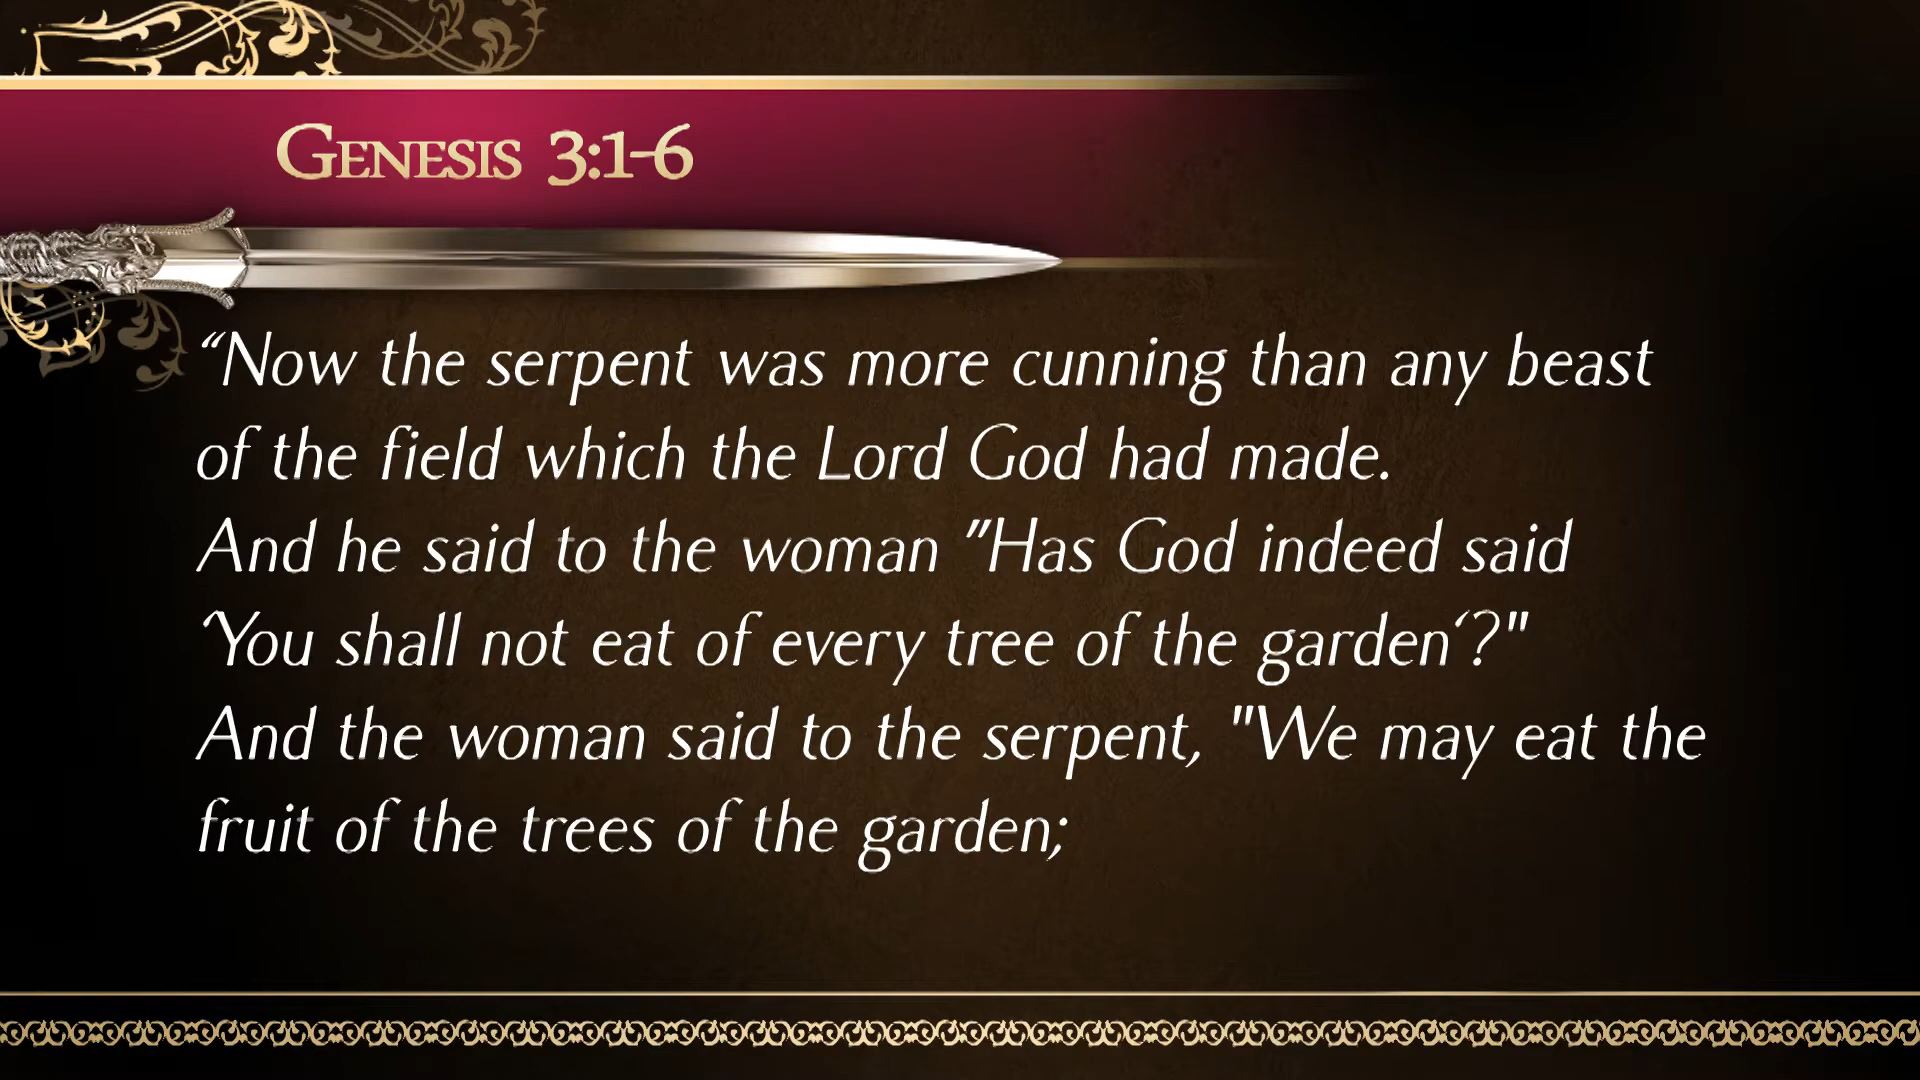 Genesis 3:1-6
“Now the serpent was more cunning than any beast
of the field which the Lord God had made.
And he said to the woman "Has God indeed said
‘You shall not eat of every tree of the garden‘?"
And the woman said to the serpent, "We may eat the
fruit of the trees of the garden;